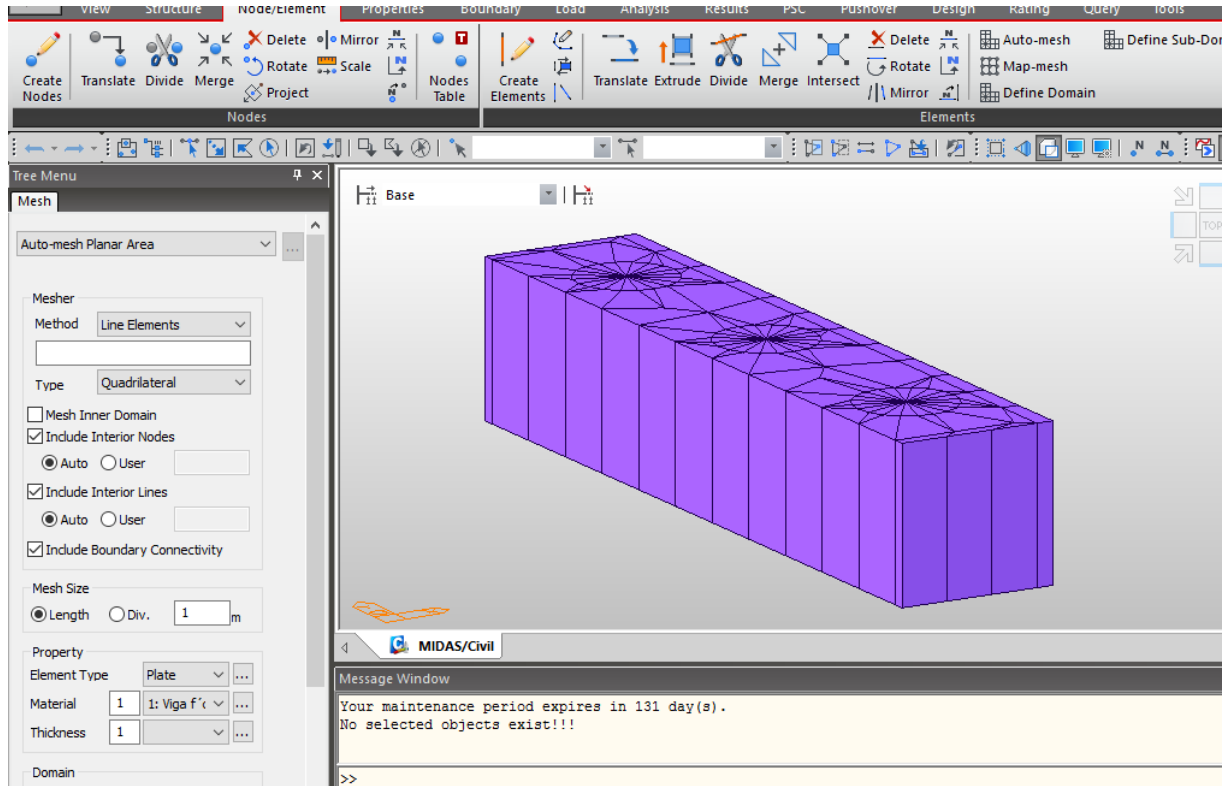 View Structure Node/Element Properties Boundary Load Analysis Results PSC Pushover Design Rating Query Tools
Create Nodes
Translate
Divide
Merge
Delete
Rotate
Project
Mirror
Scale
Nodes Table
Create Elements
Translate
Extrude
Divide
Merge
Intersect
Delete
Rotate
Mirror
Auto-mesh
Map-mesh
Define Domain
Define Sub-Dor
Nodes
Elements
Tree Menu
Mesh
Base
TOP
Auto-mesh Planar Area
Mesher
Method Line Elements
Type Quadrilateral
Mesh Inner Domain
Include Interior Nodes
Auto User
Include Interior Lines
Auto User
Include Boundary Connectivity
Mesh Size
Length Div. 1 m
Property
Element Type Plate ...
Material 1 1: Viga f´c ...
Thickness 1 ...
Domain
MIDAS/Civil
Message Window
Your maintenance period expires in 131 day(s).
No selected objects exist!!!
>>